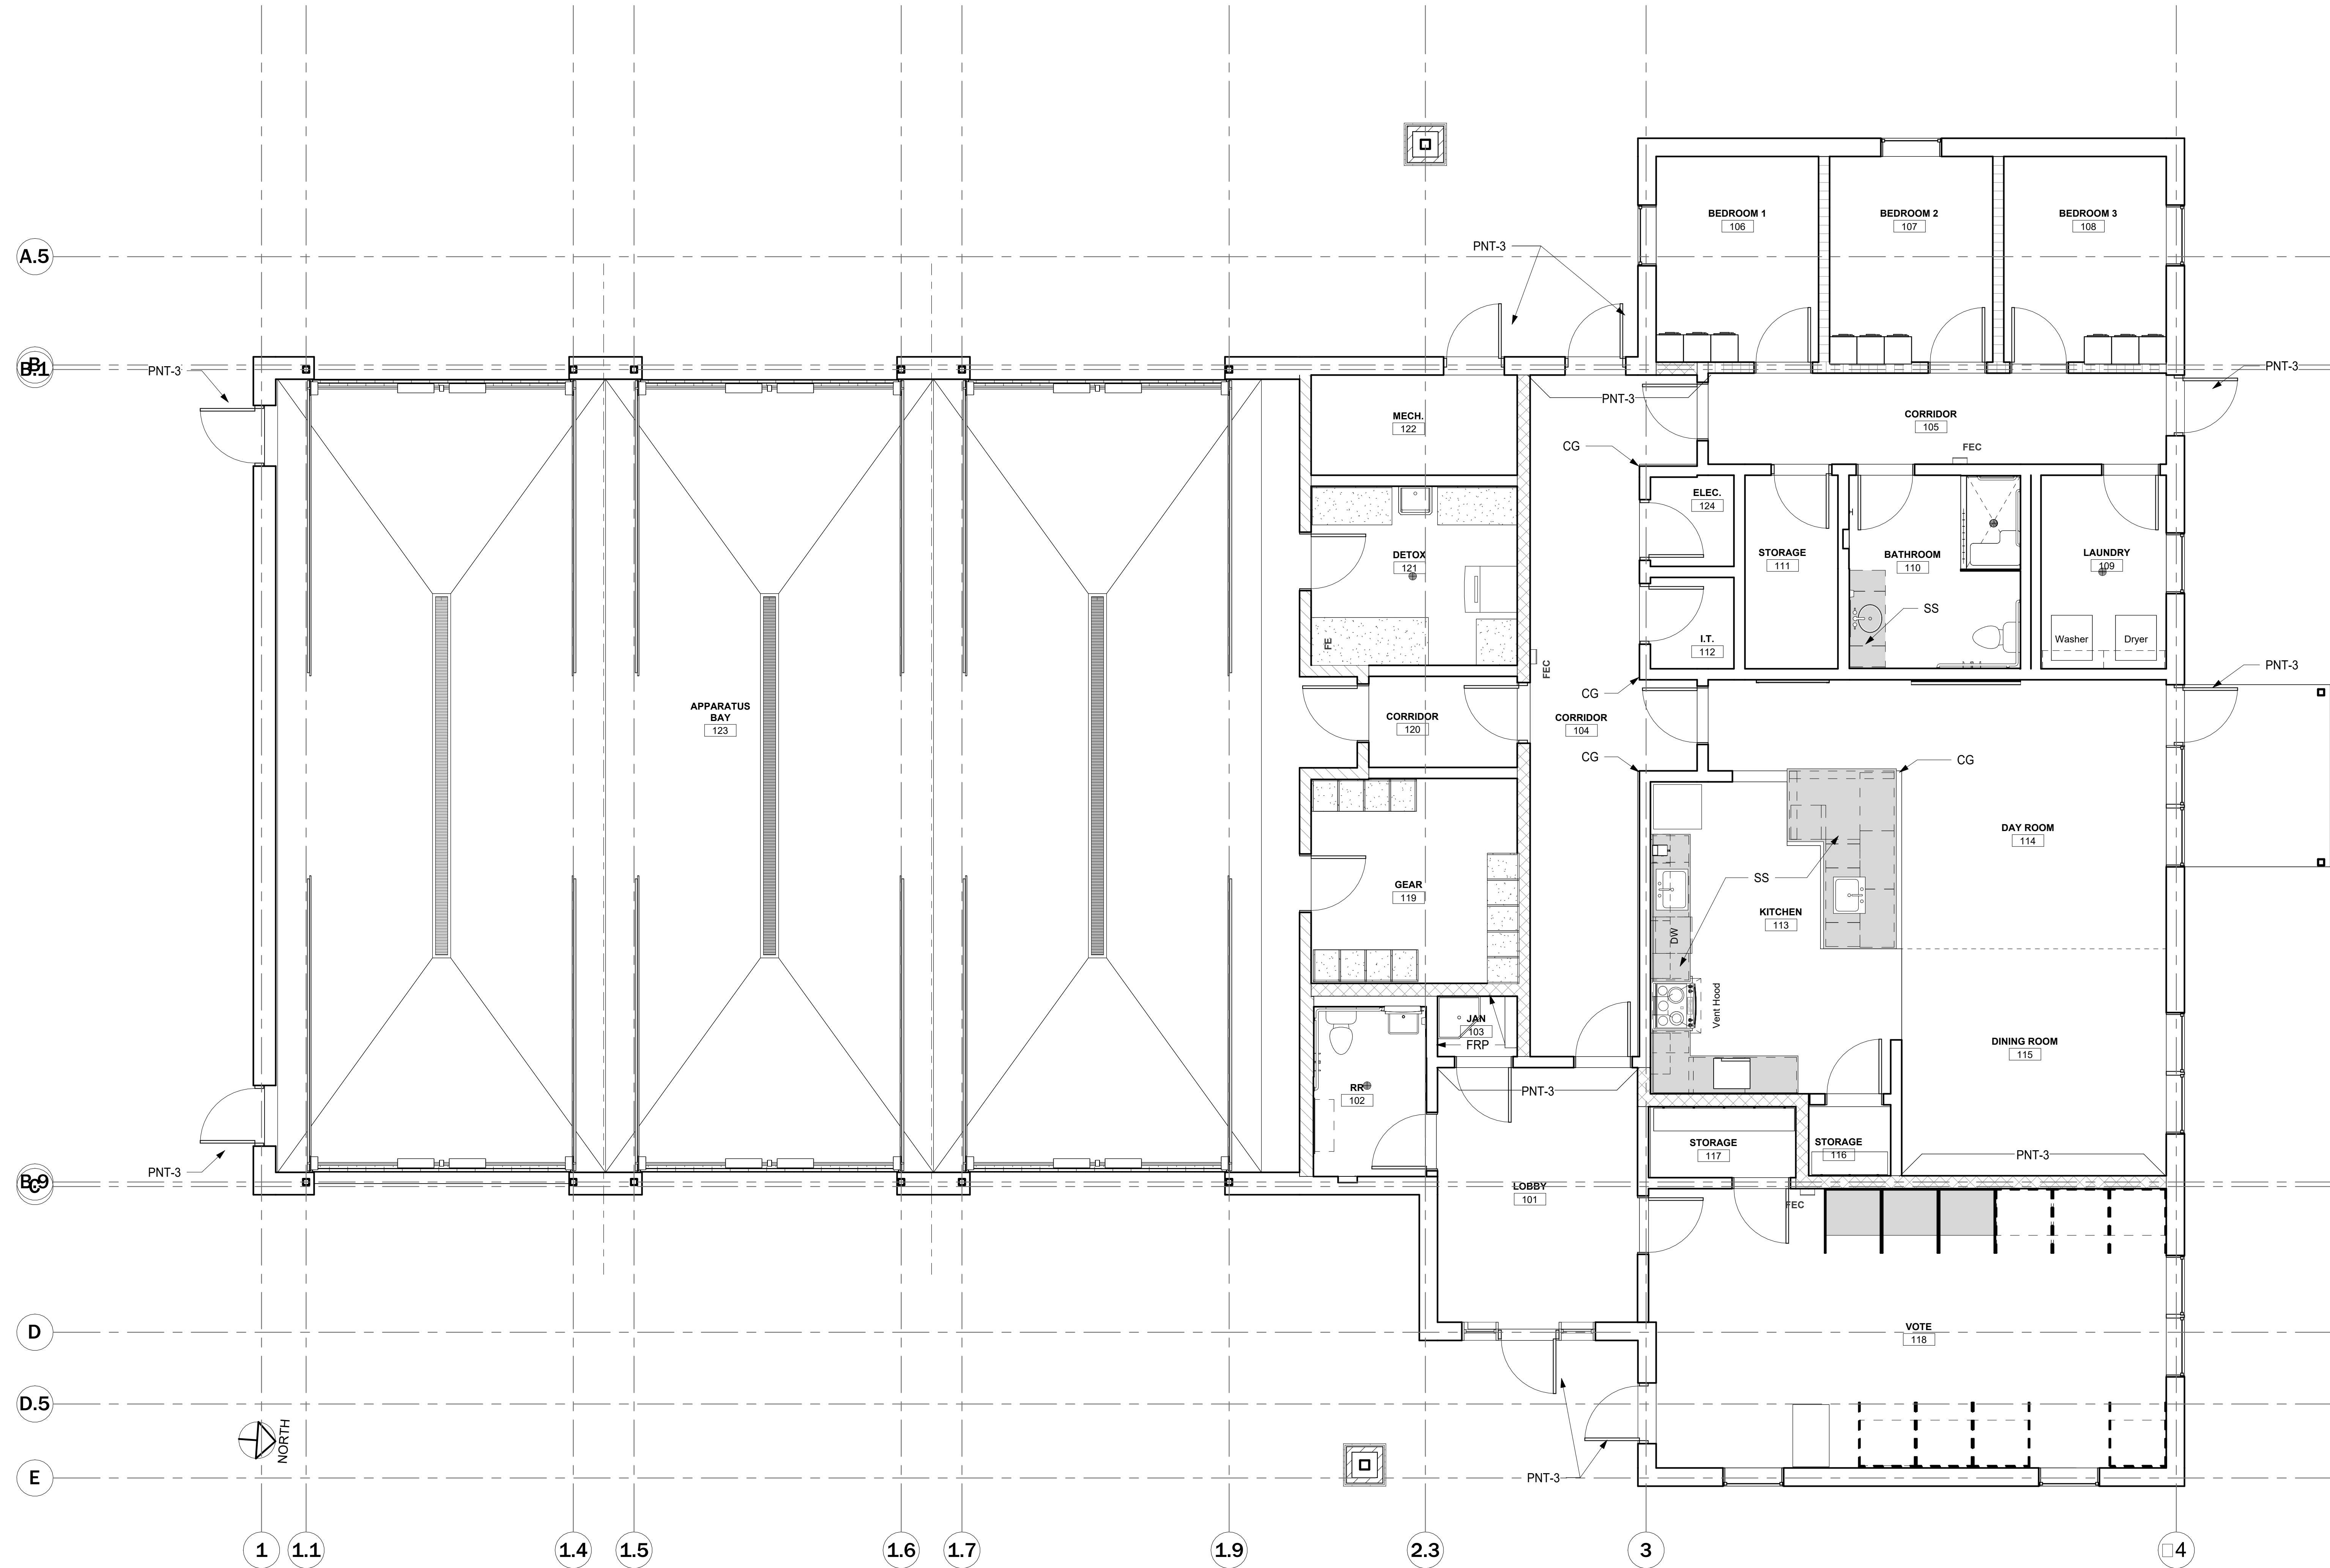 BEDROOM 1
106
BEDROOM 2
107
BEDROOM 3
108
PNT-3
A.5
B
B.1
PNT-3
PNT-3
PNT-3
MECH.
122
CORRIDOR
105
CG
FEC
ELEC.
124
DETOX
121
STORAGE
111
BATHROOM
110
LAUNDRY
109
SS
FE
I.T.
112
Washer
Dryer
FEC
PNT-3
CG
APPARATUS
BAY
123
CORRIDOR
120
CORRIDOR
104
CG
CG
DAY ROOM
114
GEAR
119
SS
KITCHEN
113
DW
Vent Hood
JAN
103
FRP
DINING ROOM
115
RR
102
PNT-3
STORAGE
117
STORAGE
116
PNT-3
PNT-3
B.9
C
LOBBY
101
FEC
D
VOTE
118
D.5
NORTH
E
PNT-3
1
1.1
1.4
1.5
1.6
1.7
1.9
2.3
3
4